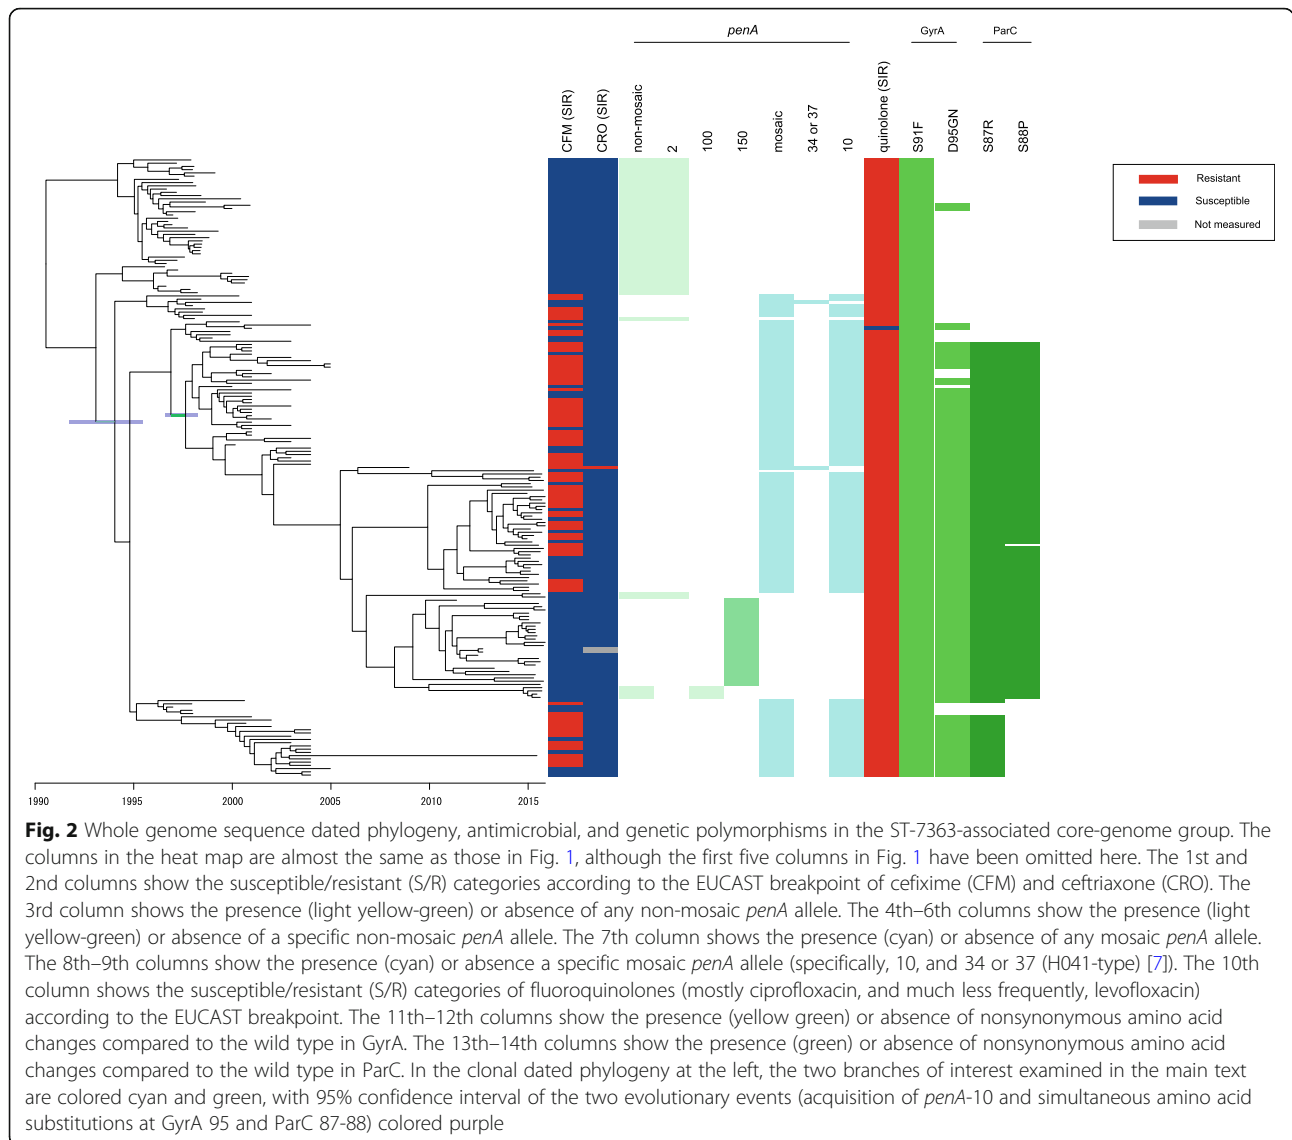 penA
GyrA
ParC
CFM (SIR)
CRO (SIR)
non-mosaic
2
100
150
mosaic
34 or 37
10
quinolone (SIR)
S91F
D95GN
S87R
S88P
Resistant
Susceptible
Not measured
1990
1995
2000
2005
2010
2015
Fig. 2 Whole genome sequence dated phylogeny, antimicrobial, and genetic polymorphisms in the ST-7363-associated core-genome group. The
columns in the heat map are almost the same as those in Fig. 1, although the first five columns in Fig. 1 have been omitted here. The 1st and
2nd columns show the susceptible/resistant (S/R) categories according to the EUCAST breakpoint of cefixime (CFM) and ceftriaxone (CRO). The
3rd column shows the presence (light yellow-green) or absence of any non-mosaic penA allele. The 4th–6th columns show the presence (light
yellow-green) or absence of a specific non-mosaic penA allele. The 7th column shows the presence (cyan) or absence of any mosaic penA allele.
The 8th–9th columns show the presence (cyan) or absence a specific mosaic penA allele (specifically, 10, and 34 or 37 (H041-type) [7]). The 10th
column shows the susceptible/resistant (S/R) categories of fluoroquinolones (mostly ciprofloxacin, and much less frequently, levofloxacin)
according to the EUCAST breakpoint. The 11th–12th columns show the presence (yellow green) or absence of nonsynonymous amino acid
changes compared to the wild type in GyrA. The 13th–14th columns show the presence (green) or absence of nonsynonymous amino acid
changes compared to the wild type in ParC. In the clonal dated phylogeny at the left, the two branches of interest examined in the main text
are colored cyan and green, with 95% confidence interval of the two evolutionary events (acquisition of penA-10 and simultaneous amino acid
substitutions at GyrA 95 and ParC 87-88) colored purple